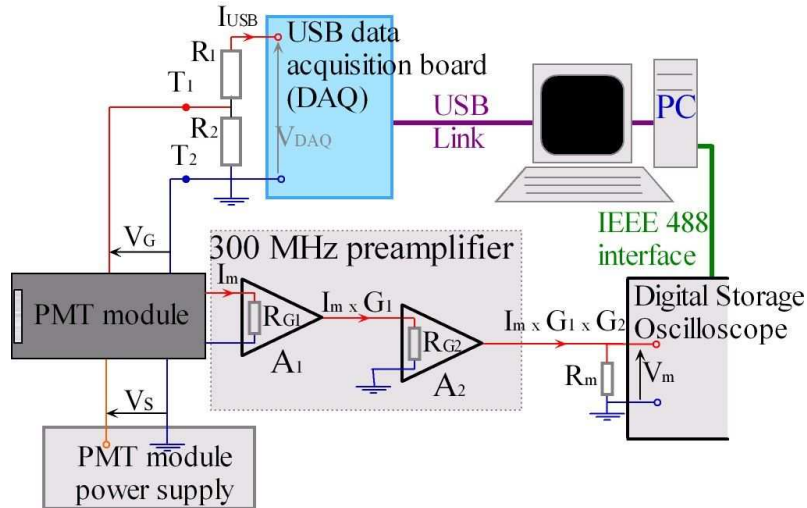 IUSB
USB data
acquisition board
(DAQ)
R1
T1
R2
T2
VDAQ
USB
Link
PC
IEEE 488
interface
VG
300 MHz preamplifier
Im
PMT module
RG1
A1
Im x G1
RG2
A2
Im x G1 x G2
Digital Storage
Oscilloscope
Rm
Vm
VS
PMT module
power supply